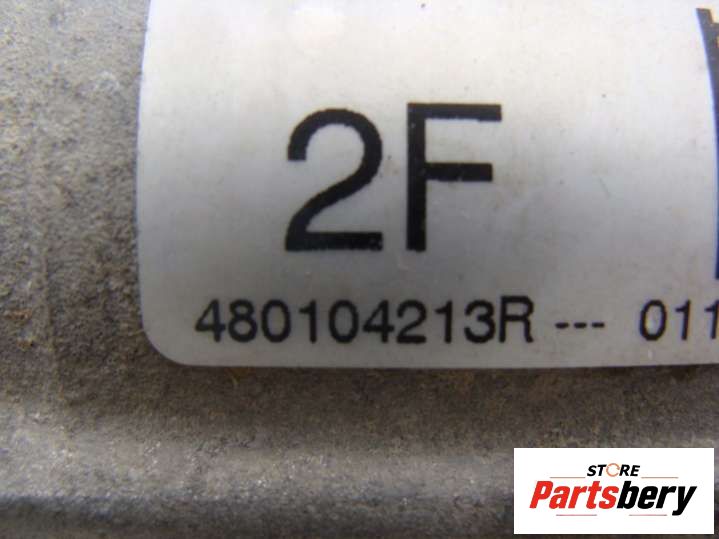 2F
480104213R --- 011
STORE
Partsbery